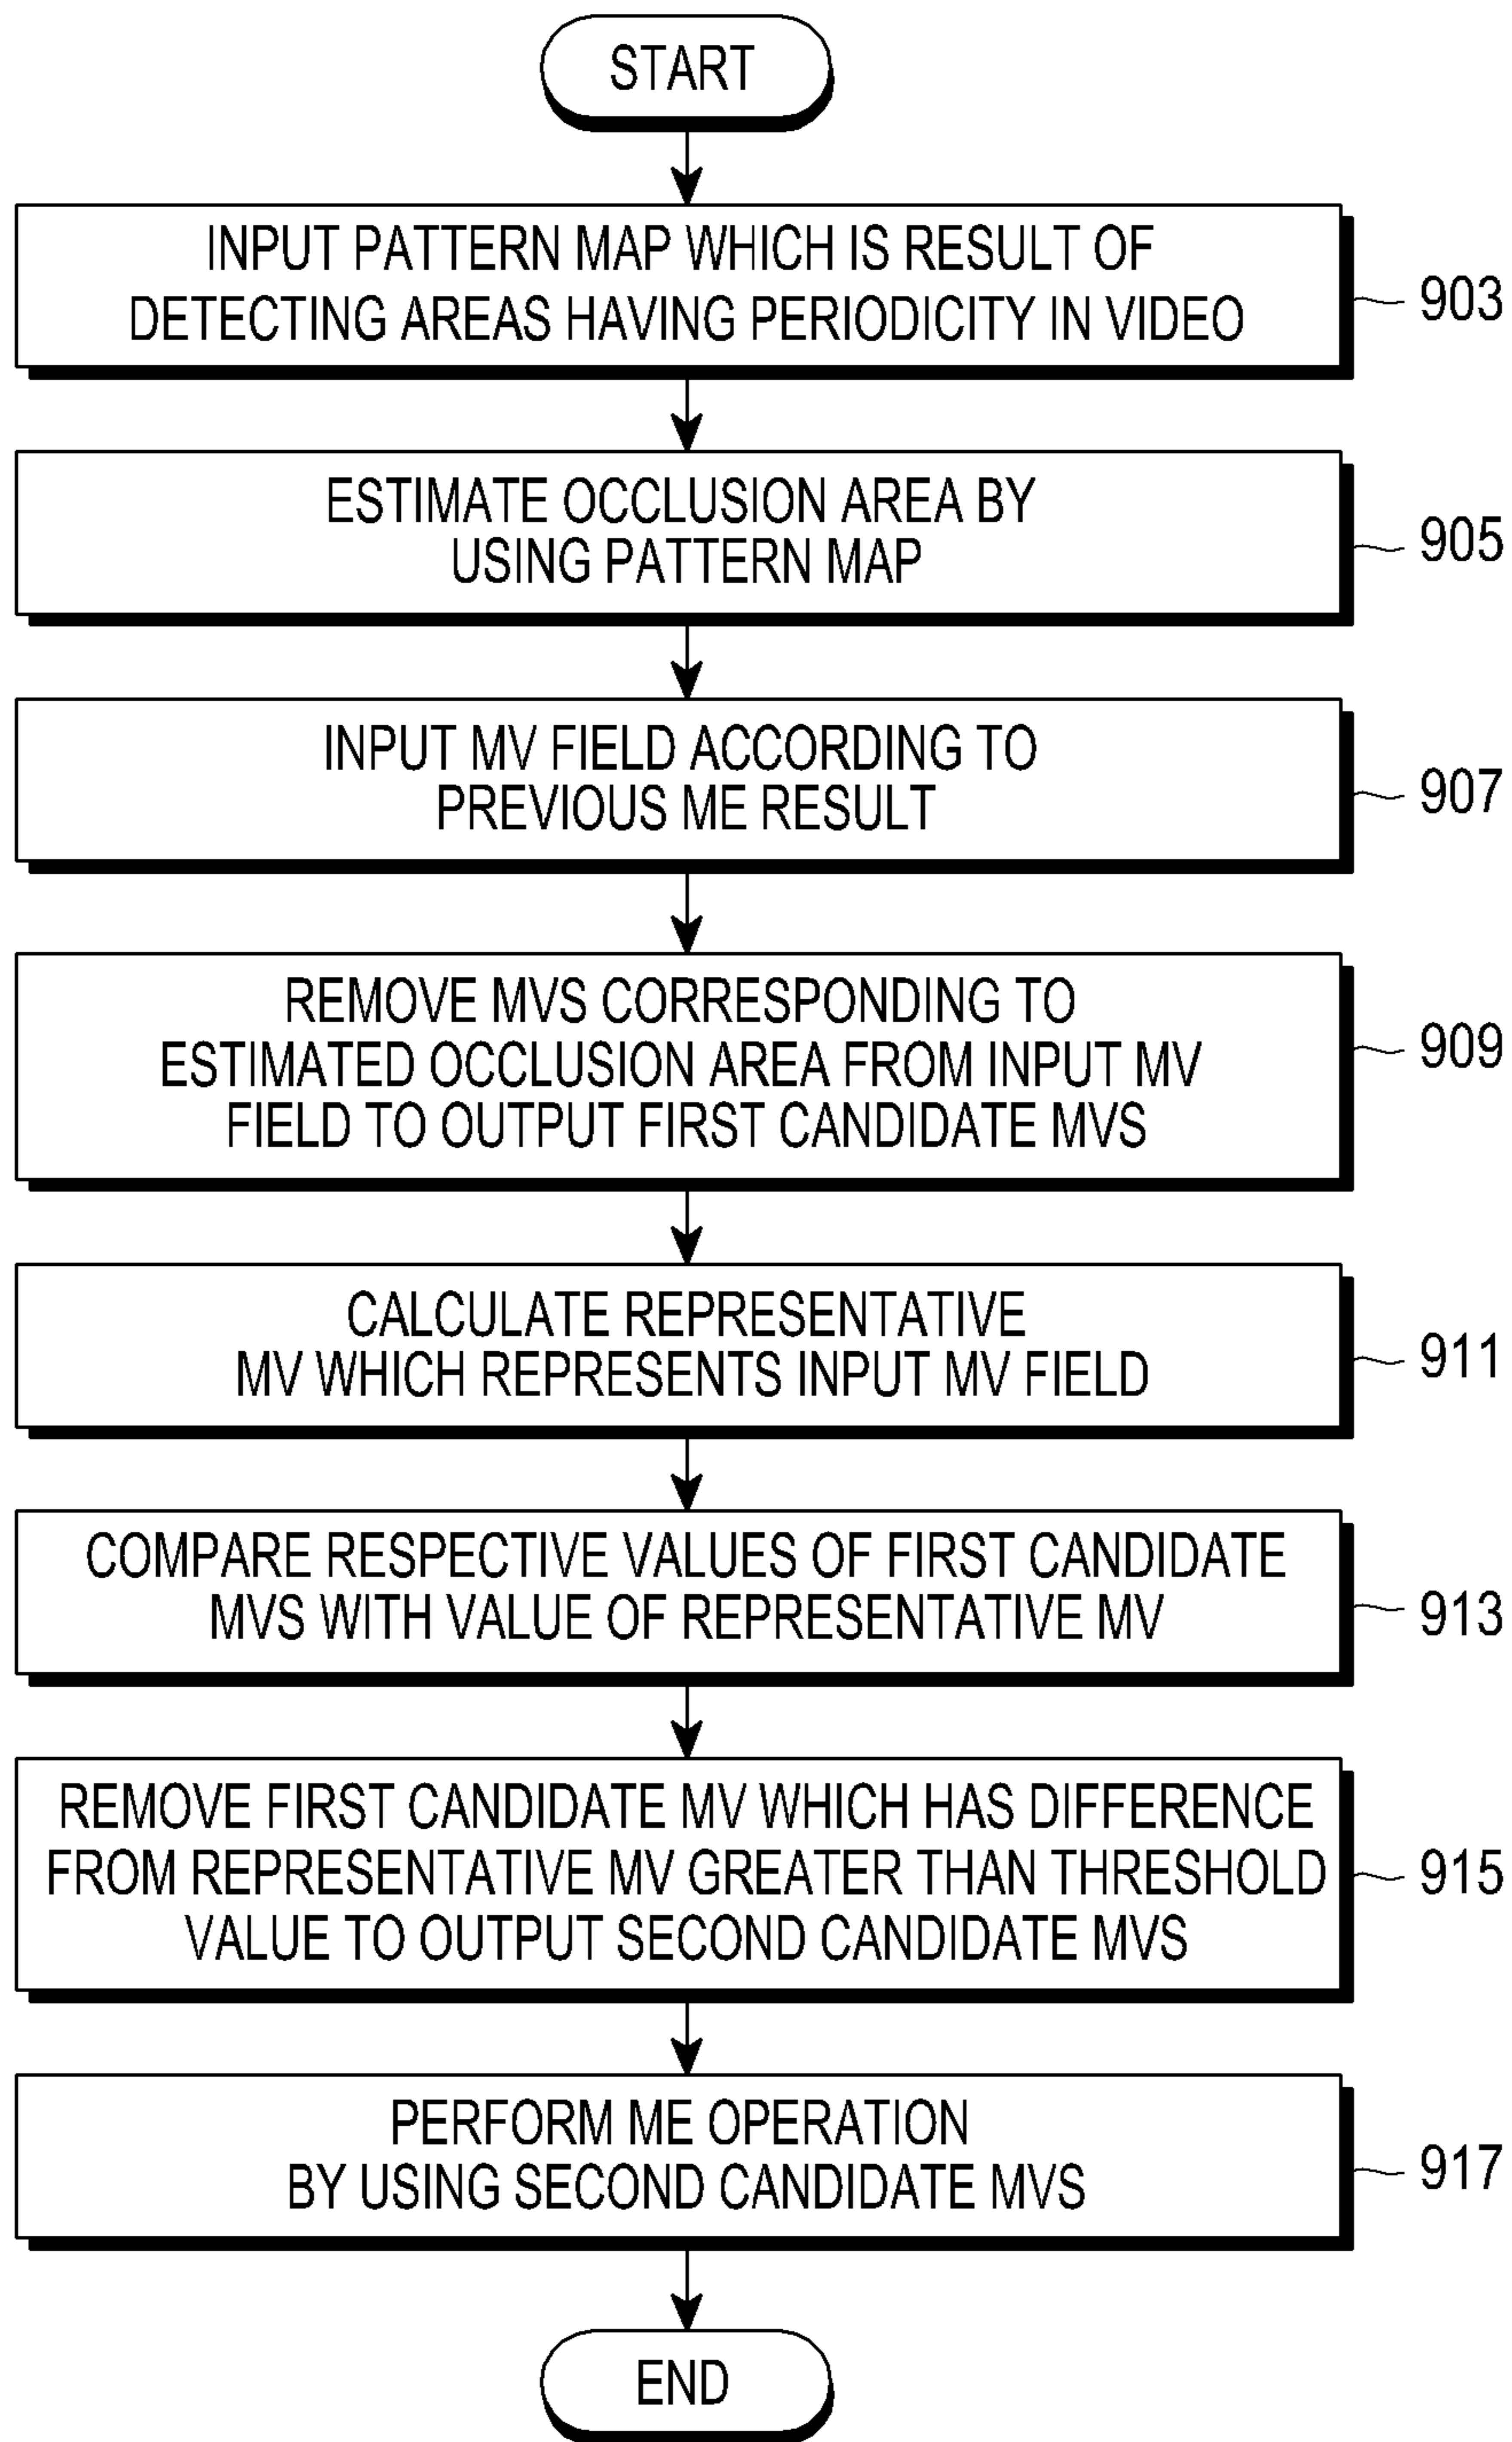 START
INPUT PATTERN MAP WHICH IS RESULT OF
DETECTING AREAS HAVING PERIODICITY IN VIDEO
903
ESTIMATE OCCLUSION AREA BY
USING PATTERN MAP
905
INPUT MV FIELD ACCORDING TO
PREVIOUS ME RESULT
907
REMOVE MVS CORRESPONDING TO
ESTIMATED OCCLUSION AREA FROM INPUT MV
FIELD TO OUTPUT FIRST CANDIDATE MVS
909
CALCULATE REPRESENTATIVE
MV WHICH REPRESENTS INPUT MV FIELD
911
COMPARE RESPECTIVE VALUES OF FIRST CANDIDATE
MVS WITH VALUE OF REPRESENTATIVE MV
913
REMOVE FIRST CANDIDATE MV WHICH HAS DIFFERENCE
FROM REPRESENTATIVE MV GREATER THAN THRESHOLD
VALUE TO OUTPUT SECOND CANDIDATE MVS
915
PERFORM ME OPERATION
BY USING SECOND CANDIDATE MVS
917
END